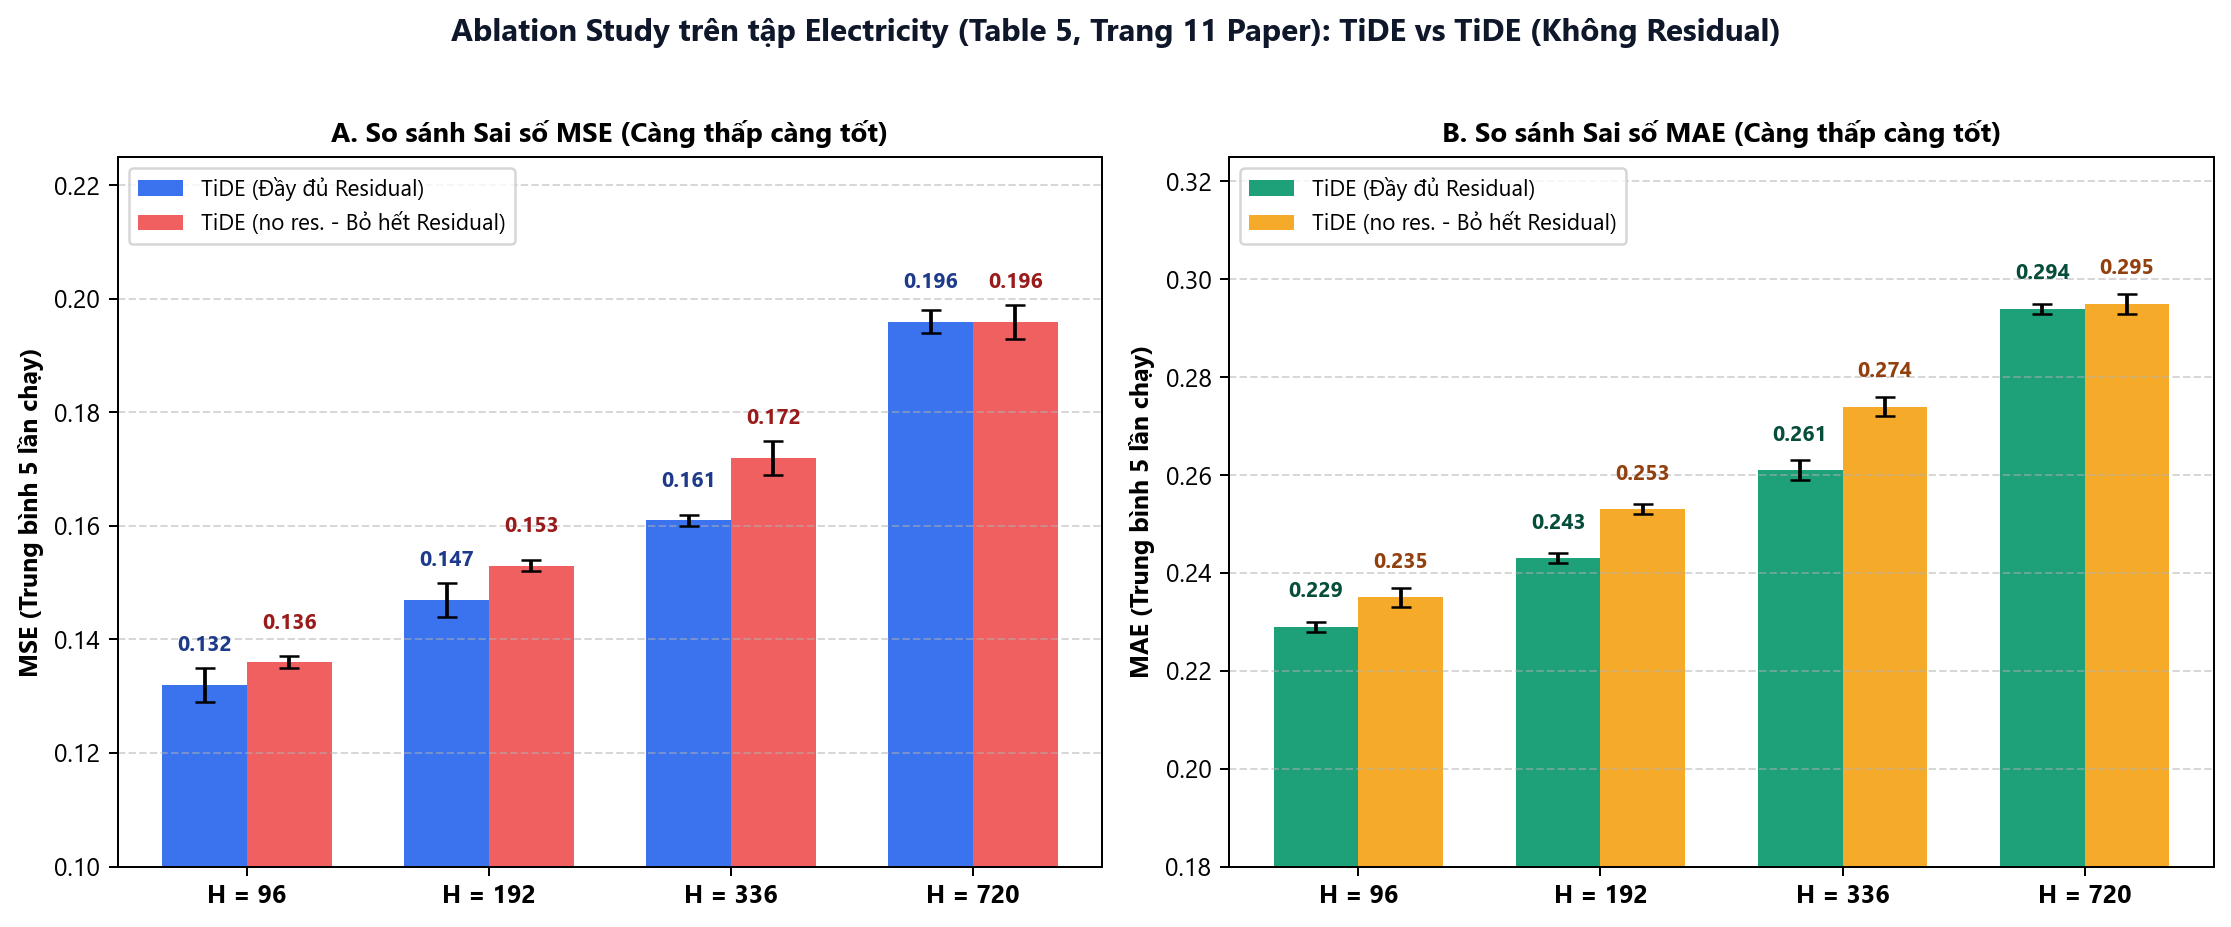 Ablation Study trên tập Electricity (Table 5, Trang 11 Paper): TiDE vs TiDE (Không Residual)
A. So sánh Sai số MSE (Càng thấp càng tốt)
TiDE (Đầy đủ Residual)
TiDE (no res. - Bỏ hết Residual)
MSE (Trung bình 5 lần chạy)
0.22
0.20
0.18
0.16
0.14
0.12
0.10
0.132
0.136
0.147
0.153
0.161
0.172
0.196
0.196
H = 96
H = 192
H = 336
H = 720
B. So sánh Sai số MAE (Càng thấp càng tốt)
TiDE (Đầy đủ Residual)
TiDE (no res. - Bỏ hết Residual)
MAE (Trung bình 5 lần chạy)
0.32
0.30
0.28
0.26
0.24
0.22
0.20
0.18
0.229
0.235
0.243
0.253
0.261
0.274
0.294
0.295
H = 96
H = 192
H = 336
H = 720